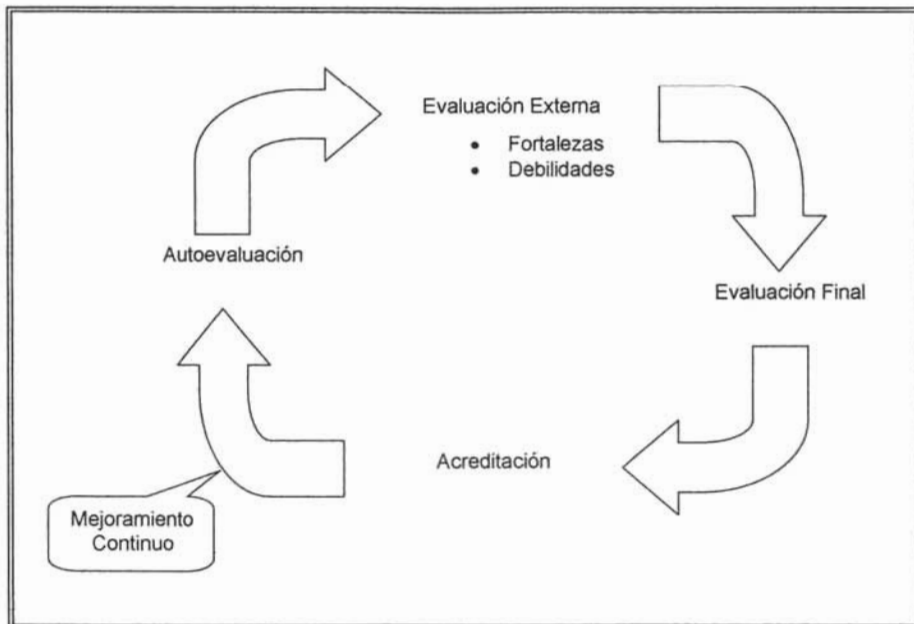 Evaluación Externa
• Fortalezas
• Debilidades
Autoevaluación
Evaluación Final
Acreditación
Mejoramiento
Continuo